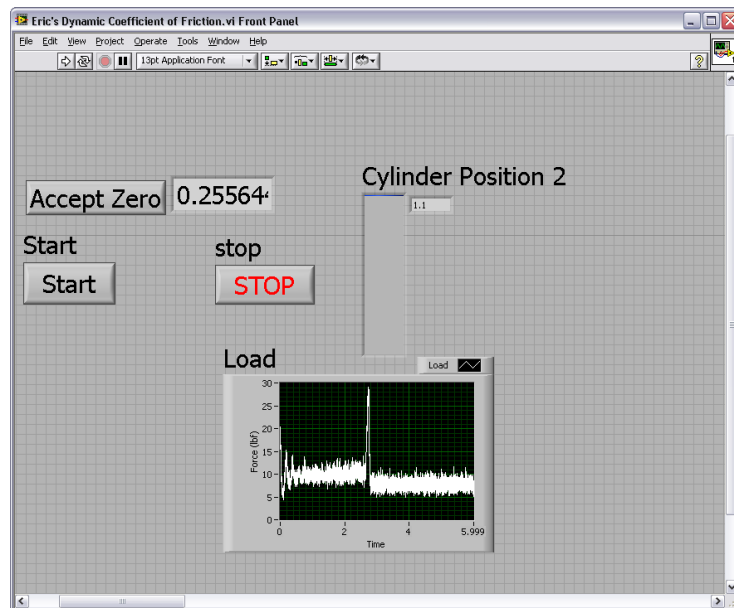 Eric's Dynamic Coefficient of Friction.vi Front Panel
File Edit View Project Operate Tools Window Help
13pt Application Font
Cylinder Position 2
Accept Zero 0.25564
1.1
Start stop
Start STOP
Load
Load
30
25
20
15
10
5
0
Force (lbf)
0 2 4 5.999
Time